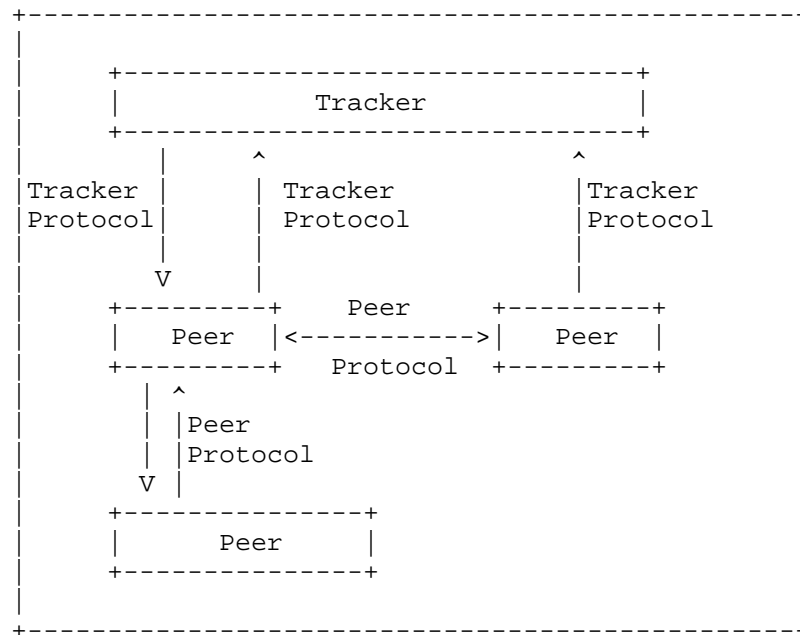 Tracker
Tracker Tracker Tracker
Protocol Protocol Protocol
Peer
Peer Peer
Protocol
Peer
Protocol
Peer